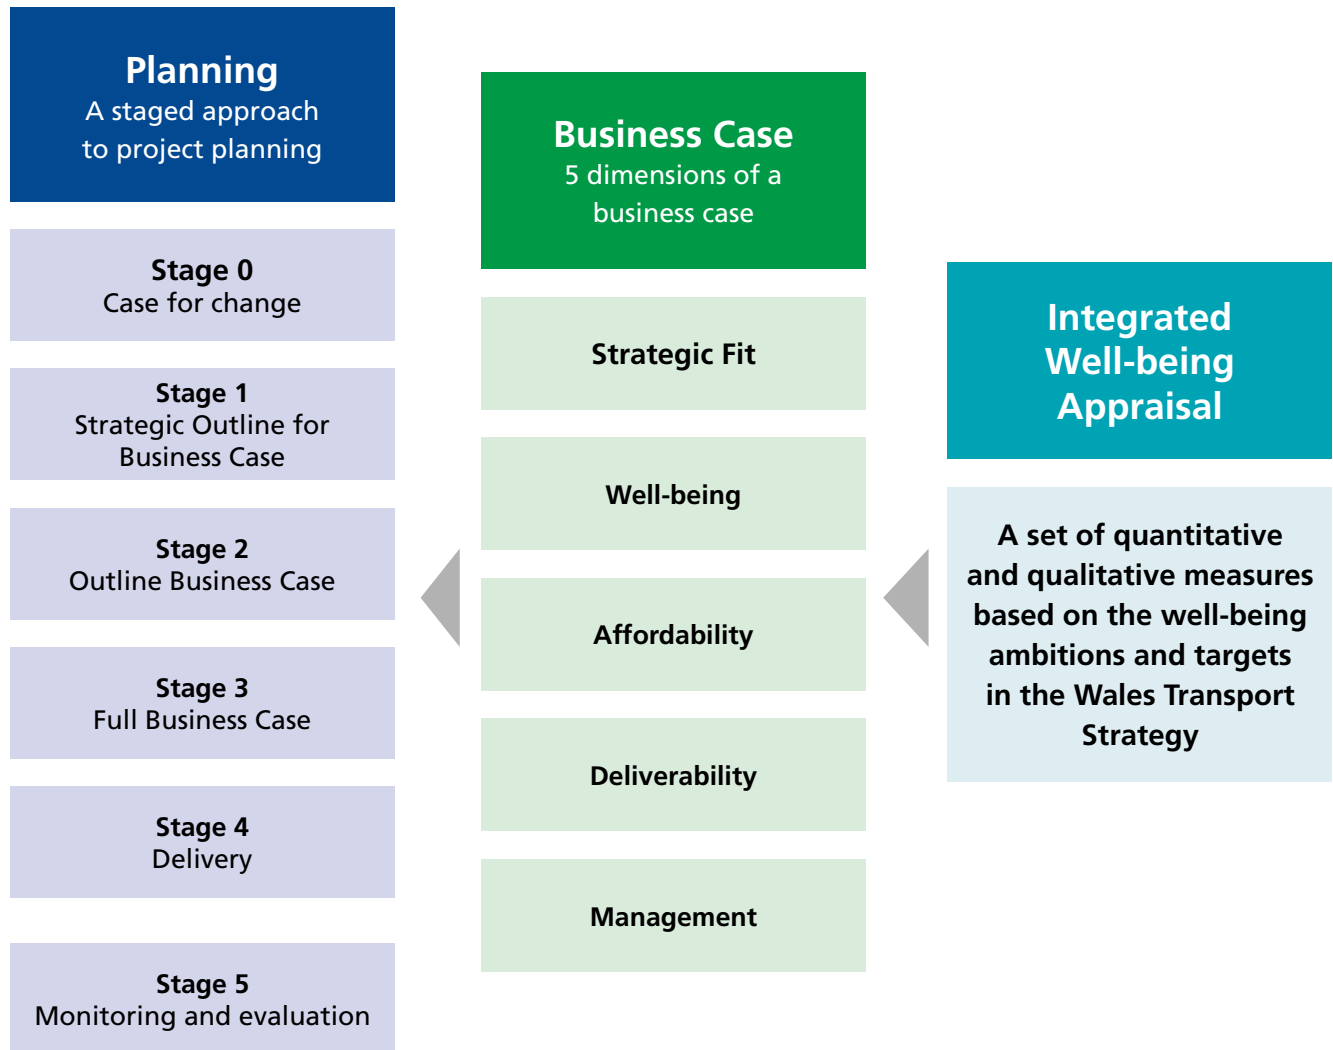 Planning
A staged approach
to project planning
Stage 0
Case for change
Stage 1
Strategic Outline for
Business Case
Stage 2
Outline Business Case
Stage 3
Full Business Case
Stage 4
Delivery
Stage 5
Monitoring and evaluation
Business Case
5 dimensions of a
business case
Strategic Fit
Well-being
Affordability
Deliverability
Management
Integrated
Well-being
Appraisal
A set of quantitative
and qualitative measures
based on the well-being
ambitions and targets
in the Wales Transport
Strategy